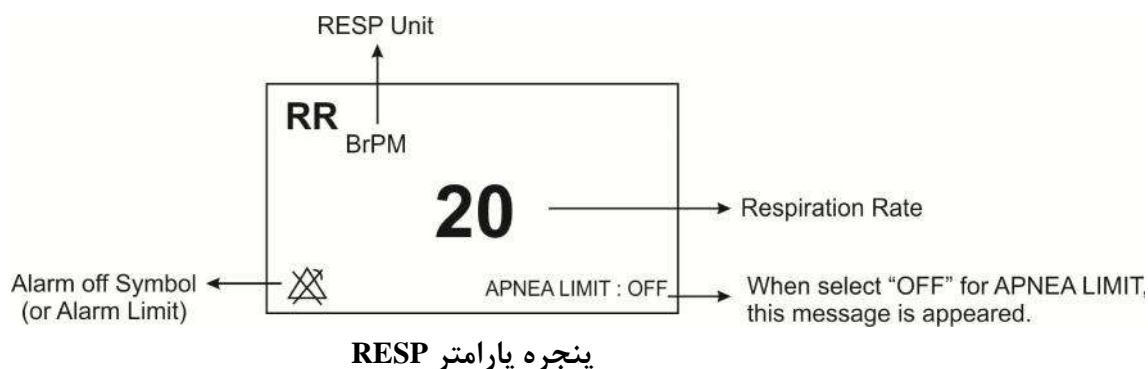 RESP Unit
RR
BrPM
20
Respiration Rate
Alarm off Symbol
(or Alarm Limit)
APNEA LIMIT : OFF
When select “OFF” for APNEA LIMIT,
this message is appeared.
پنجره پارامتر RESP